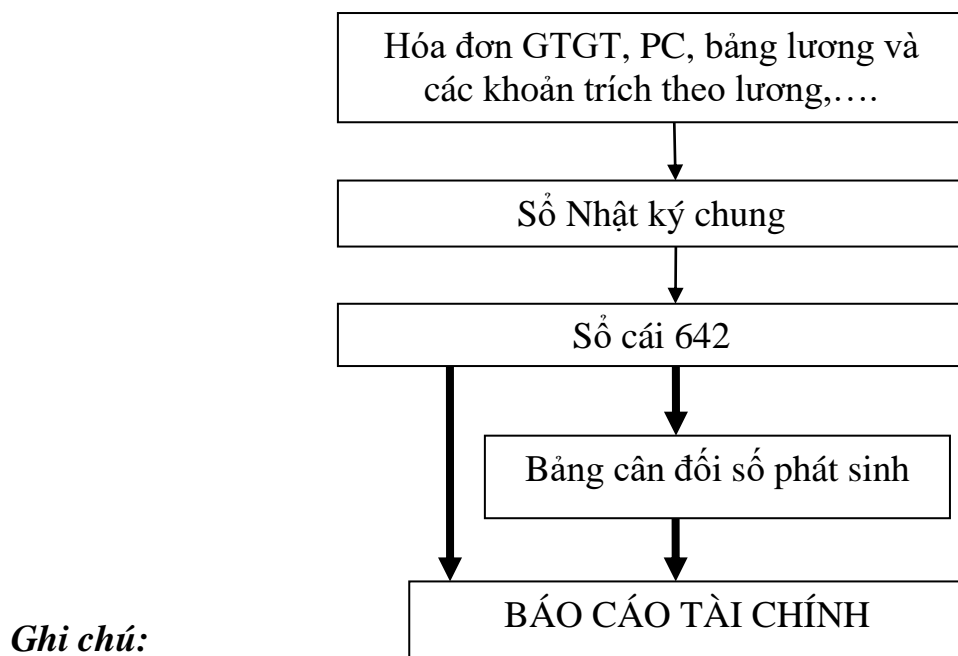 Hóa đơn GTGT, PC, bảng lương và
các khoản trích theo lương,….
Sổ Nhật ký chung
Sổ cái 642
Bảng cân đối số phát sinh
BÁO CÁO TÀI CHÍNH
Ghi chú: